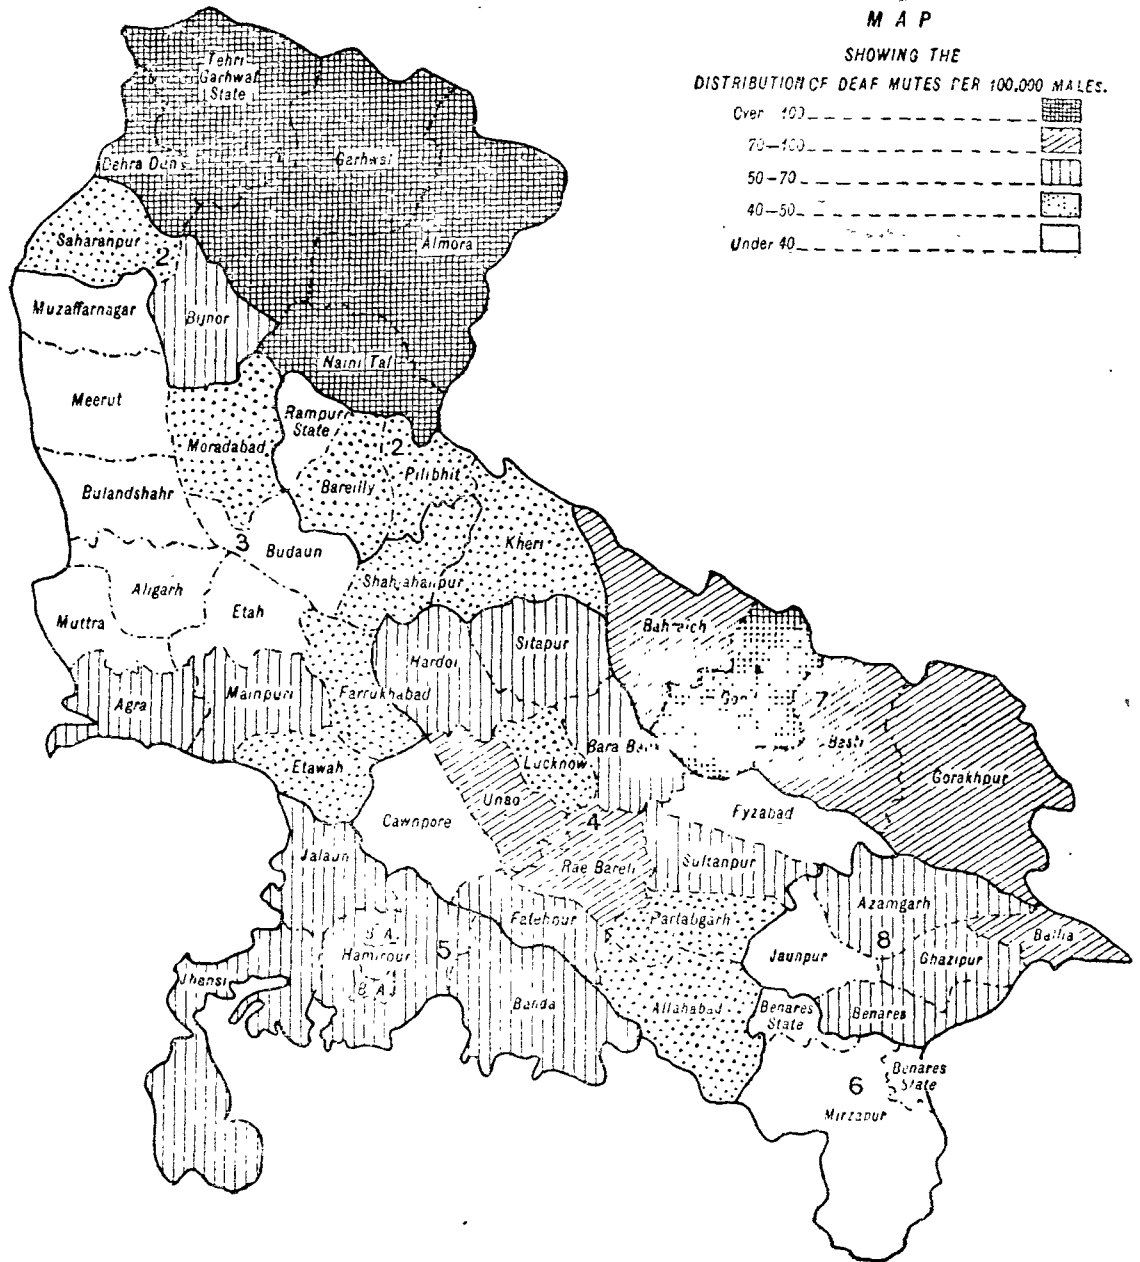 MAP
SHOWING THE
DISTRIBUTION OF DEAF MUTES PER 100,000 MALES.
Over 100
70–100
50–70
40–50
Under 40
Tehri
Garhwal
State
Dehra Dun
Garhwal
Almora
Saharanpur
2
Muzaffarnagar
Bijnor
Naini Tal
Meerut
Rampur
State
Moradabad
2
Pilibhit
Bareilly
Bulandshahr
3
Budaun
Kheri
Shahjahanpur
Aligarh
Etah
Muttra
Bahraich
Sitapur
Hardoi
Mainpuri
Farrukhabad
Agra
7
Basti
Gorakhpur
Bara
Lucknow
Etawah
Unao
Cawnpore
4
Fyzabad
Jalaun
Rae Bareli
Sultanpur
Azamgarh
Fatehpur
Partabgarh
Ballia
B.A.
8
Hamirpur
5
Jaunpur
Ghazipur
Jhansi
B.A.
Banda
Allahabad
Benares
State
Benares
Benares
State
6
Mirzapur